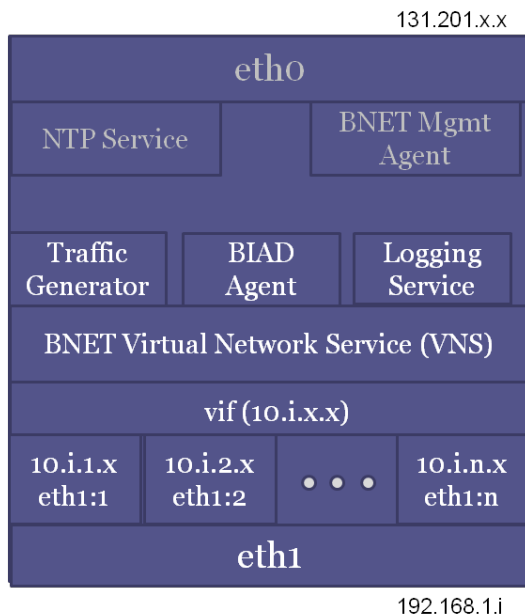 131.201.x.x
eth0
NTP Service
BNET Mgmt
Agent
Traffic
Generator
BIAD
Agent
Logging
Service
BNET Virtual Network Service (VNS)
vif (10.i.x.x)
10.i.1.x
eth1:1
10.i.2.x
eth1:2
10.i.n.x
eth1:n
eth1
192.168.1.i